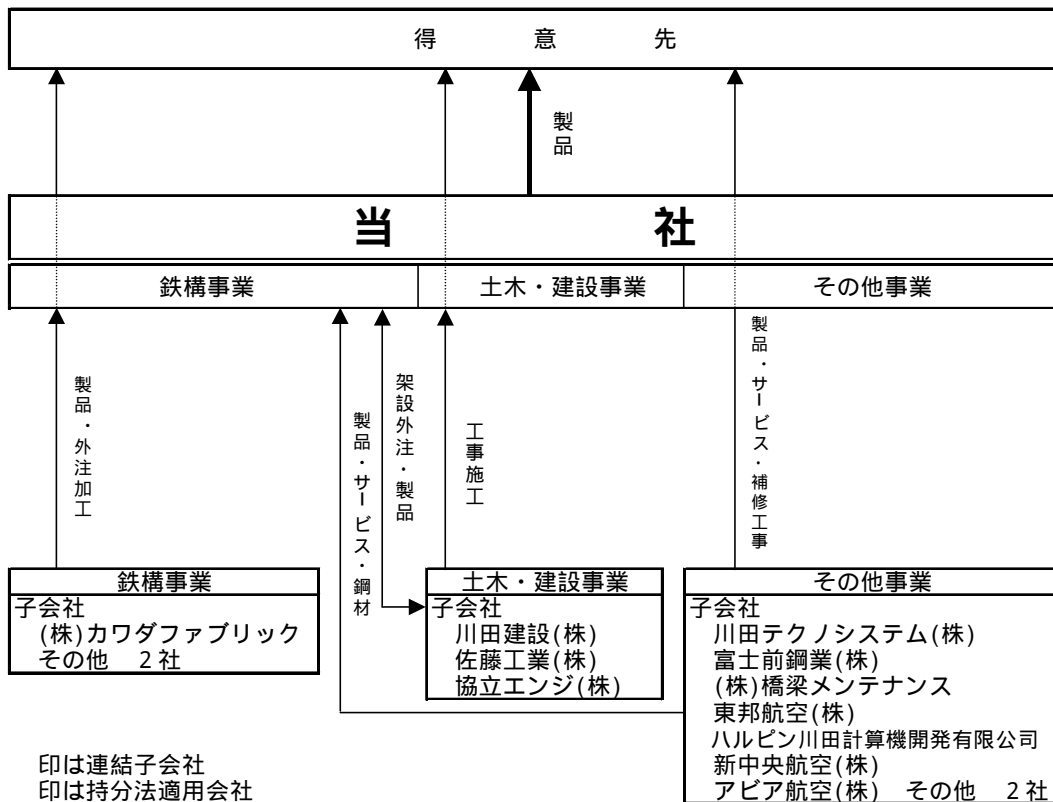 得 意 先
製品
当 社
鉄構事業
土木・建設事業
その他事業
製品・外注加工
製品・サービス・鋼材
架設外注・製品
工事施工
製品・サービス・補修工事
鉄構事業
子会社
(株)カワダファブリック
その他 2社
土木・建設事業
子会社
川田建設(株)
佐藤工業(株)
協立エンジ(株)
その他事業
子会社
川田テクノシステム(株)
富士前鋼業(株)
(株)橋梁メンテナンス
東邦航空(株)
ハルピン川田計算機開発有限公司
新中央航空(株)
アビア航空(株) その他 2社
印は連結子会社
印は持分法適用会社